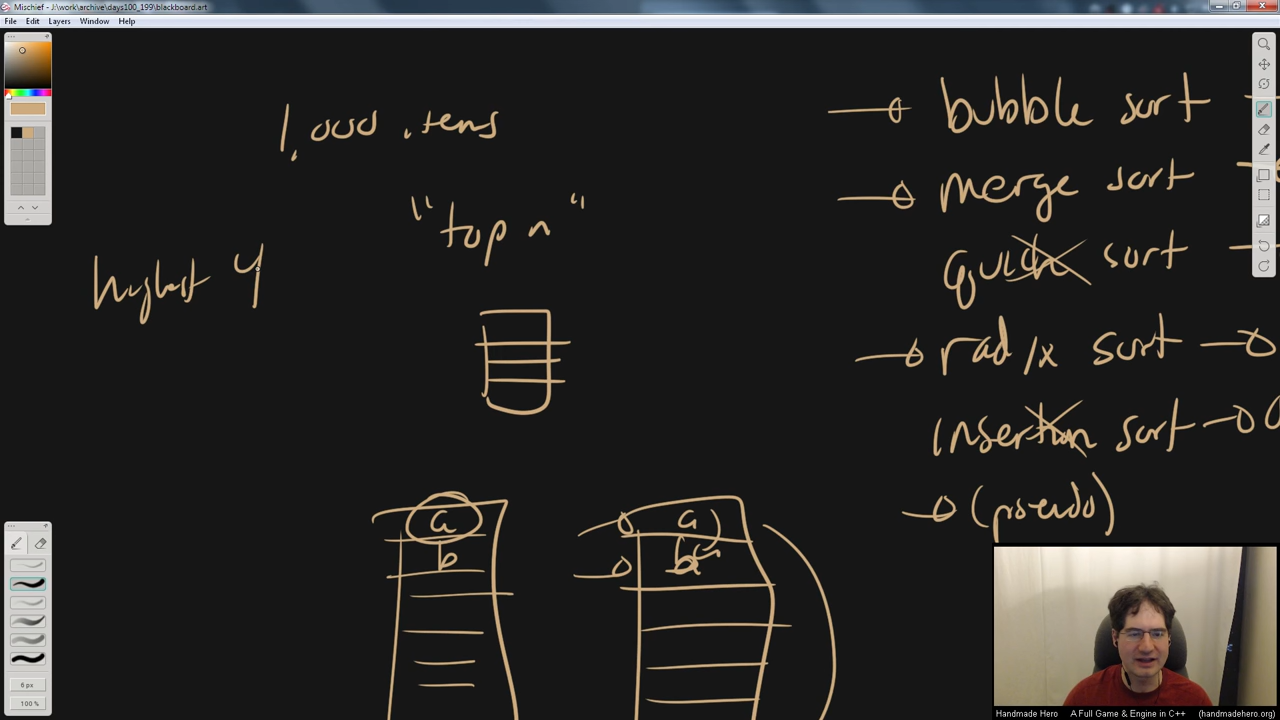 Mischief - J:\work\archive\days100_199\blackboard.art
File Edit Layers Window Help
1,000 items
"top n"
highest 4
a
b
a
b
bubble sort
merge sort
quick sort
radix sort
insertion sort
(pseudo)
6 px
100 %
Handmade Hero A Full Game & Engine in C++ (handmadehero.org)